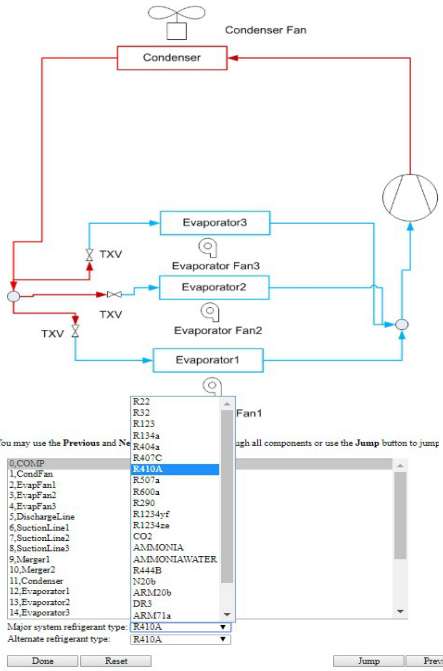 Condenser Fan
Condenser
Evaporator3
TXV
Evaporator Fan3
Evaporator2
TXV
Evaporator Fan2
TXV
Evaporator1
Fan1
You may use the Previous and Ne ugh all components or use the Jump button to jump
0,COMP
1,CondFan
2,EvapFan1
3,EvapFan2
4,EvapFan3
5,DischargeLine
6,SuctionLine1
7,SuctionLine2
8,SuctionLine3
9,Merger1
10,Merger2
11,Condenser
12,Evaporator1
13,Evaporator2
14,Evaporator3
R22
R32
R123
R134a
R404a
R407C
R410A
R507a
R600a
R290
R1234yf
R1234ze
CO2
AMMONIA
AMMONIAWATER
R444B
N20b
ARM20b
DR3
ARM71a
Major system refrigerant type: R410A
Alternate refrigerant type: R410A
Done Reset Jump Prev